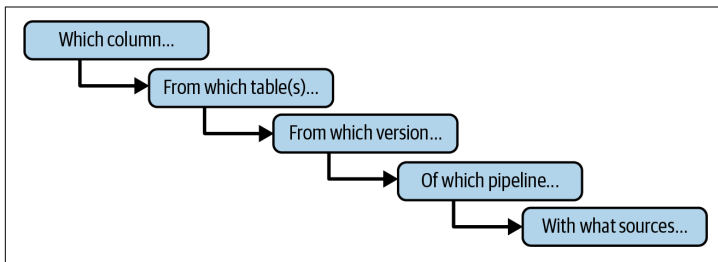 Which column...
From which table(s)...
From which version...
Of which pipeline...
With what sources...